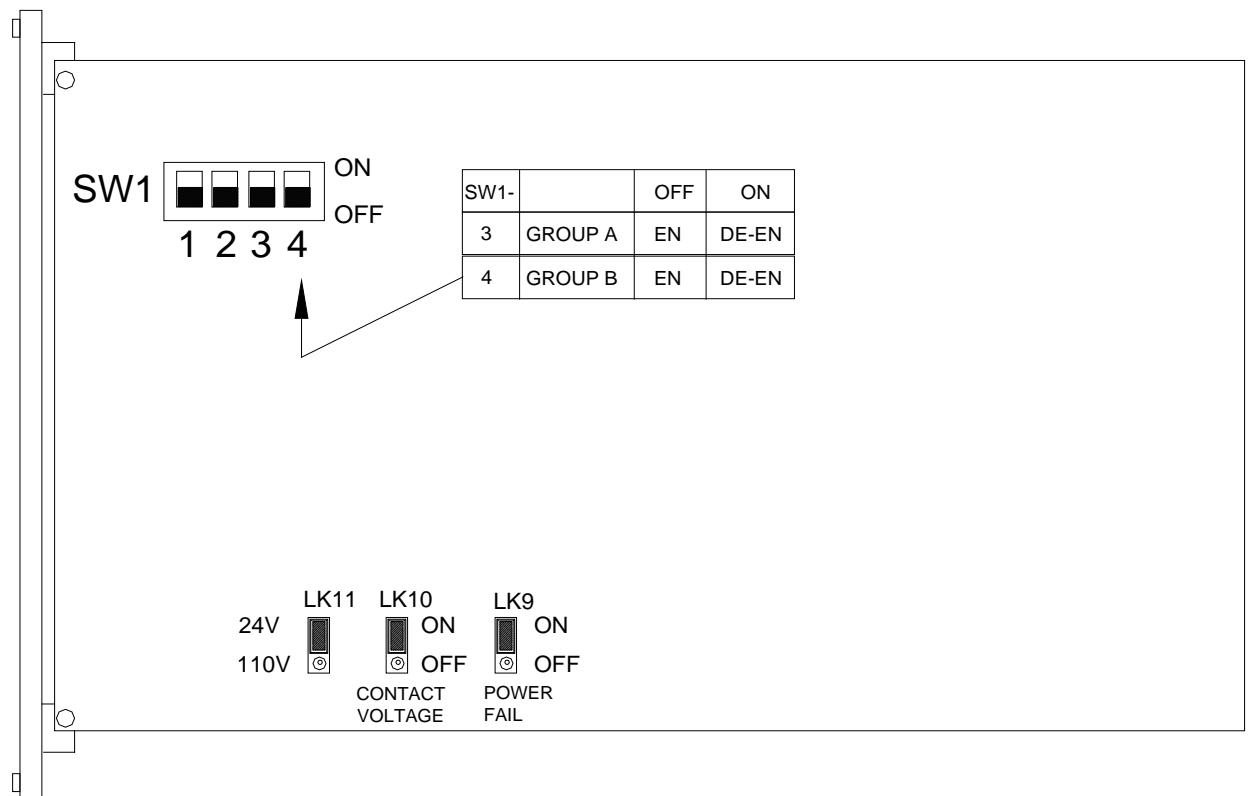 SW1
ON
OFF
1 2 3 4
SW1- OFF ON
3 GROUP A EN DE-EN
4 GROUP B EN DE-EN
LK11 LK10 LK9
24V ON ON
110V OFF OFF
CONTACT POWER
VOLTAGE FAIL